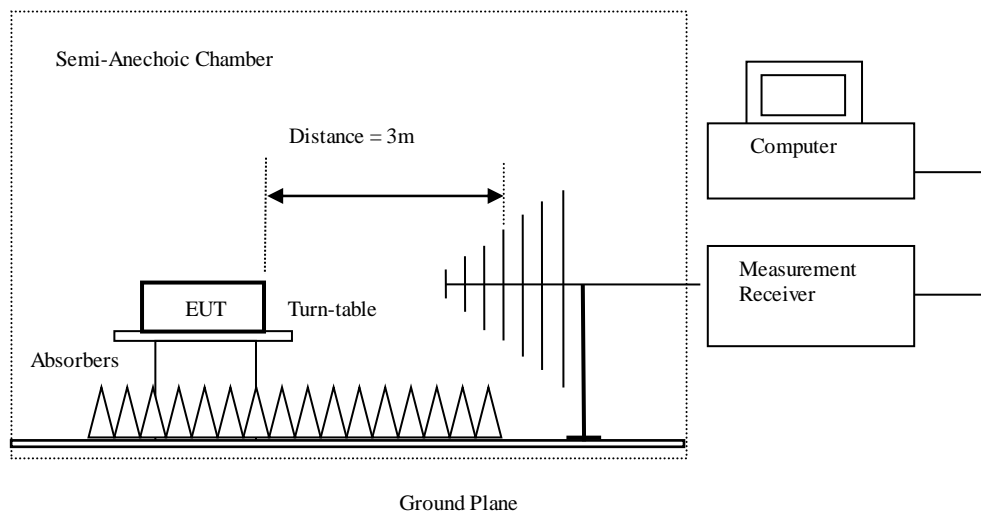 Semi-Anechoic Chamber
Distance = 3m
Computer
Measurement
Receiver
EUT
Turn-table
Absorbers
Ground Plane